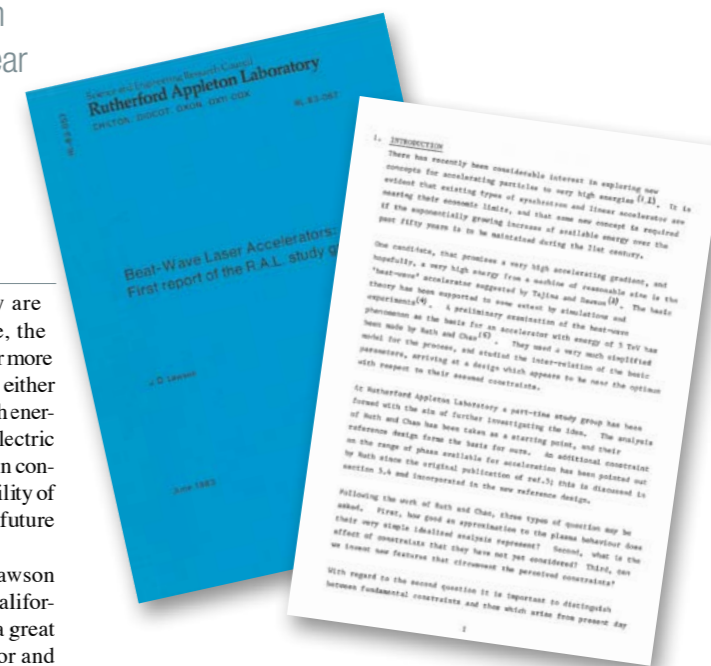 n
ear
y are
e, the
r more
either
h ener-
lectric
n con-
ility of
future
awson
alifor-
a great
or and
Science and Engineering Research Council
Rutherford Appleton Laboratory
CHILTON, DIDCOT, OXON, OX11 0QX
RL-83-057
RL-83-057
Beat-Wave Laser Accelerators:
First report of the R.A.L. study g
J D Lawson
June 1983
1. INTRODUCTION
There has recently been considerable interest in exploring new
concepts for accelerating particles to very high energies (1,2). It is
evident that existing types of synchrotron and linear accelerator are
nearing their economic limits, and that some new concept is required
if the exponentially growing increase of available energy over the
past fifty years is to be maintained during the 21st century.
One candidate, that promises a very high accelerating gradient, and
hopefully, a very high energy from a machine of reasonable size is the
'beat-wave' accelerator suggested by Tajima and Dawson (3). The basic
theory has been supported to some extent by simulations and
experiments (4). A preliminary examination of the beat-wave
phenomenon as the basis for an accelerator with energy of 5 TeV has
been made by Ruth and Chao (5). They used a very much simplified
model for the process, and studied the inter-relation of the basic
parameters, arriving at a design which appears to be near the optimum
with respect to their assumed constraints.
At Rutherford Appleton Laboratory a part-time study group has been
formed with the aim of further investigating the idea. The analysis
of Ruth and Chao has been taken as a starting point, and their
reference design forms the basis for ours. An additional constraint
on the range of phase available for acceleration has been pointed out
by Ruth since the original publication of ref.5; this is discussed in
section 3.4 and incorporated in the new reference design.
Following the work of Ruth and Chao, three types of question may be
asked. First, how good an approximation to the plasma behaviour does
their very simple idealised analysis represent? Second, what is the
effect of constraints that they have not yet considered? Third, can
we invent new features that circumvent the perceived constraints?
With regard to the second question it is important to distinguish
between fundamental constraints and those which arise from present day
1